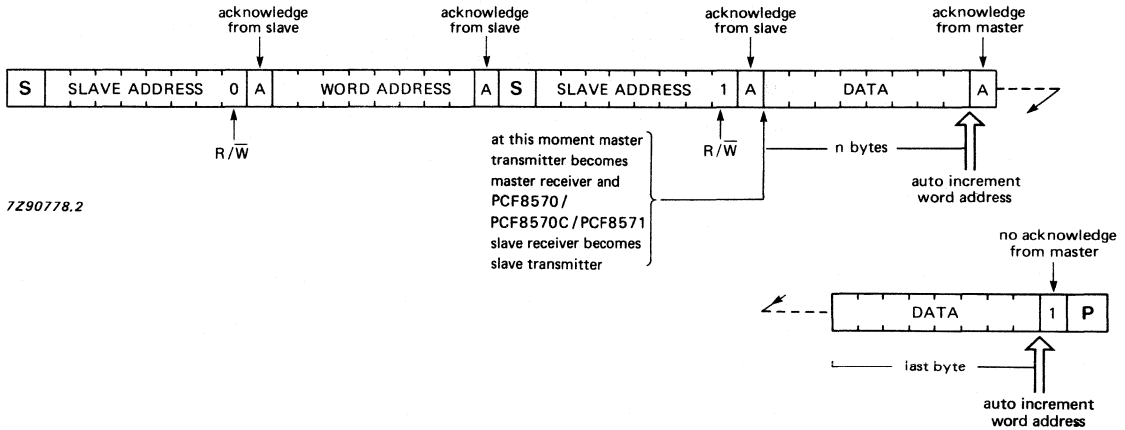 acknowledge
from slave
acknowledge
from slave
acknowledge
from slave
acknowledge
from master
S SLAVE ADDRESS 0 A WORD ADDRESS A S SLAVE ADDRESS 1 A DATA A
R/W̅
at this moment master
transmitter becomes
master receiver and
PCF8570/
PCF8570C/PCF8571
slave receiver becomes
slave transmitter
R/W̅
n bytes
auto increment
word address
7Z90778.2
no acknowledge
from master
DATA 1 P
last byte
auto increment
word address